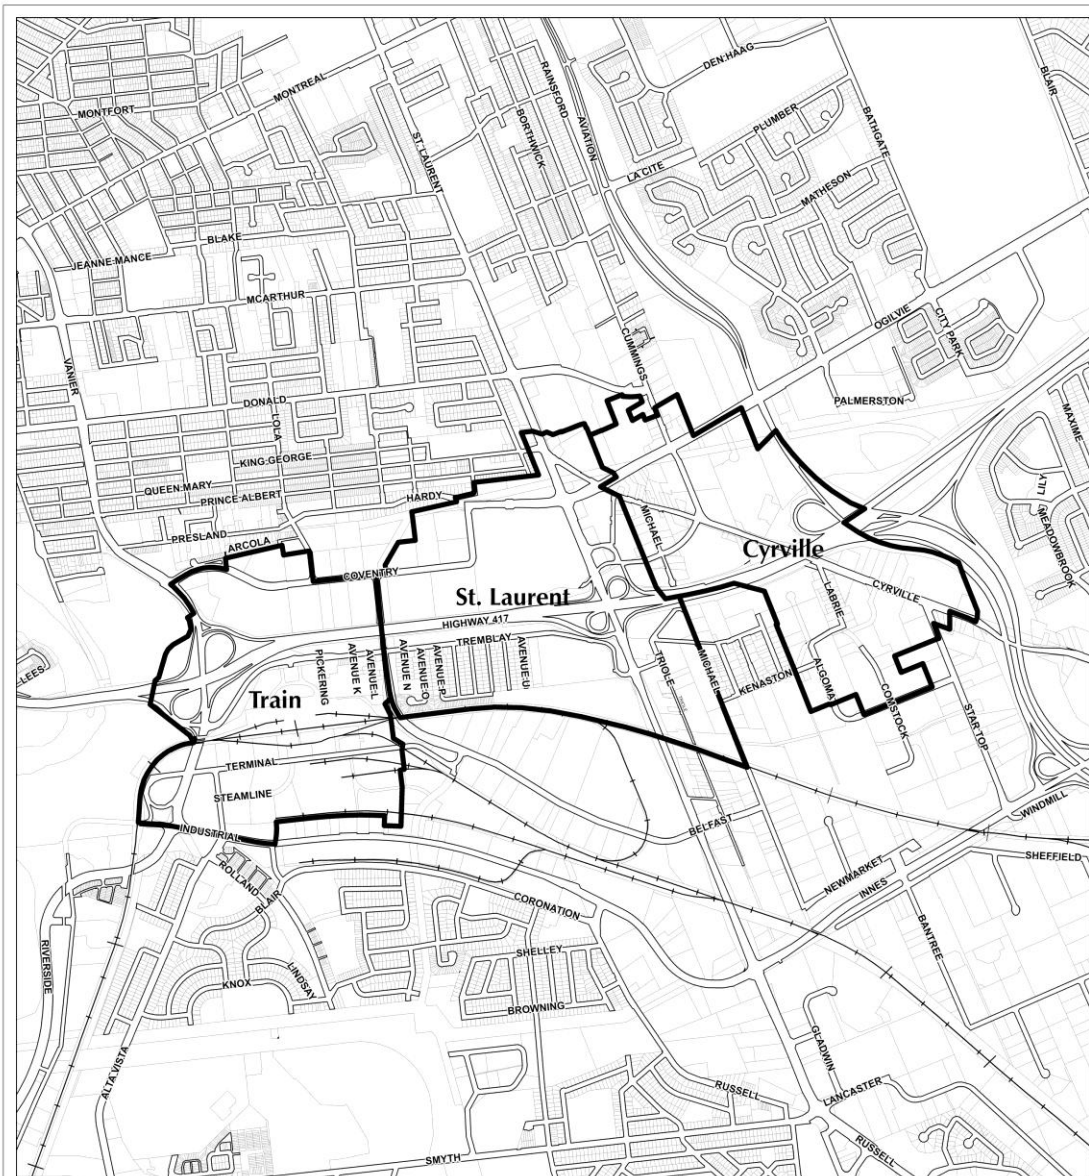 DEN HAAG
BLAIR
RAINSFORD
AVIATION
MONTREAL
MONTFORT
ST. LAURENT
BORTHWICK
PLUMBER
BATHGATE
LA CITE
MATHESON
BLAKE
JEANNE MANCE
MCARTHUR
OGILVIE
CITY PARK
CUMMINGS
VANIER
DONALD
LOLA
PALMERSTON
MAXIME
KING GEORGE
QUEEN MARY
PRINCE ALBERT
HARDY
LILY
MEADOWBROOK
PRESLAND
ARCOLA
MICHAEL
Cyrville
COVENTRY
CYRVILLE
LABRIE
St. Laurent
HIGHWAY 417
TREMBLAY
LEES
PICKERING
AVENUE K
AVENUE L
AVENUE N
AVENUE O
AVENUE P
AVENUE U
TRIOLE
MICHAEL
KENASTON
ALGOMA
COMSTOCK
STAR TOP
Train
TERMINAL
STEAMLINE
INDUSTRIAL
BELFAST
WINDMILL
SHEFFIELD
NEWMARKET
INNES
ROLLAND
BLAIR
CORONATION
BANTREE
RIVERSIDE
SHELLEY
KNOX
LINDSAY
BROWNING
GLADWIN
ALTA VISTA
RUSSELL
LANCASTER
RUSSELL
SMYTH